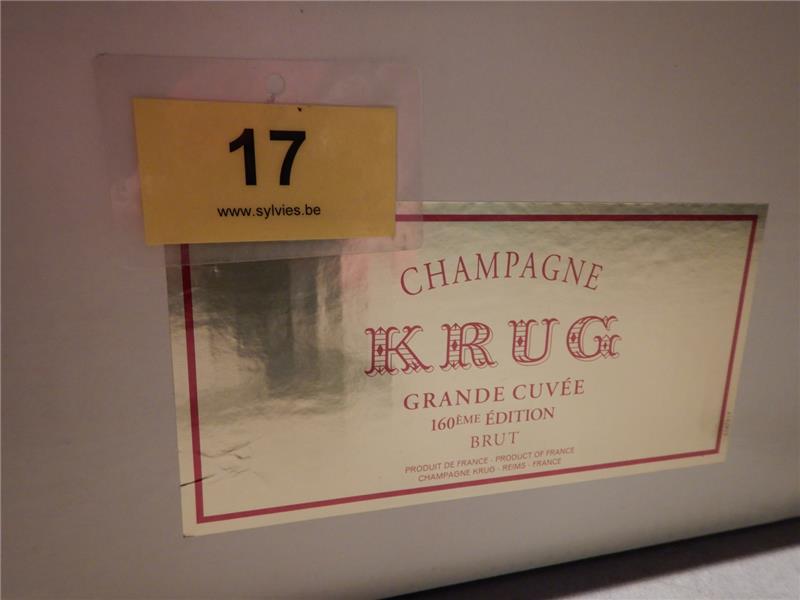 17
www.sylvies.be
CHAMPAGNE
KRUG
GRANDE CUVÉE
160ÈME ÉDITION
BRUT
PRODUIT DE FRANCE - PRODUCT OF FRANCE
CHAMPAGNE KRUG - REIMS - FRANCE